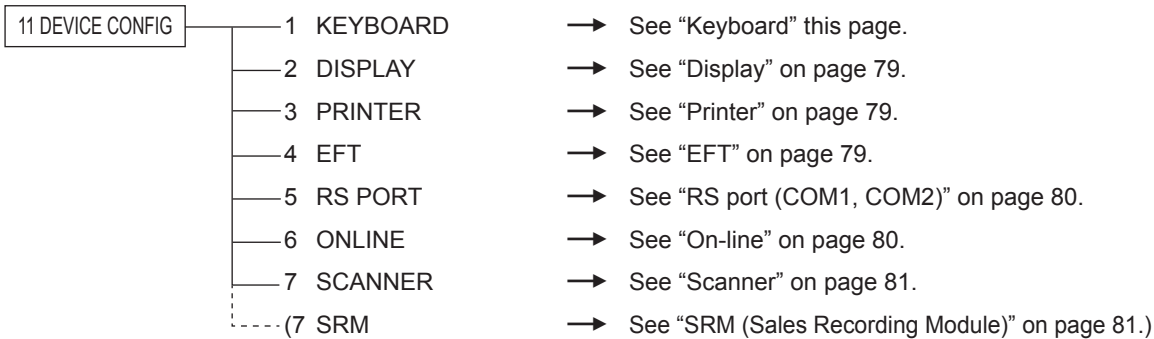 11 DEVICE CONFIG 1 KEYBOARD See “Keyboard” this page.
2 DISPLAY See “Display” on page 79.
3 PRINTER See “Printer” on page 79.
4 EFT See “EFT” on page 79.
5 RS PORT See “RS port (COM1, COM2)” on page 80.
6 ONLINE See “On-line” on page 80.
7 SCANNER See “Scanner” on page 81.
(7 SRM See “SRM (Sales Recording Module)” on page 81.)